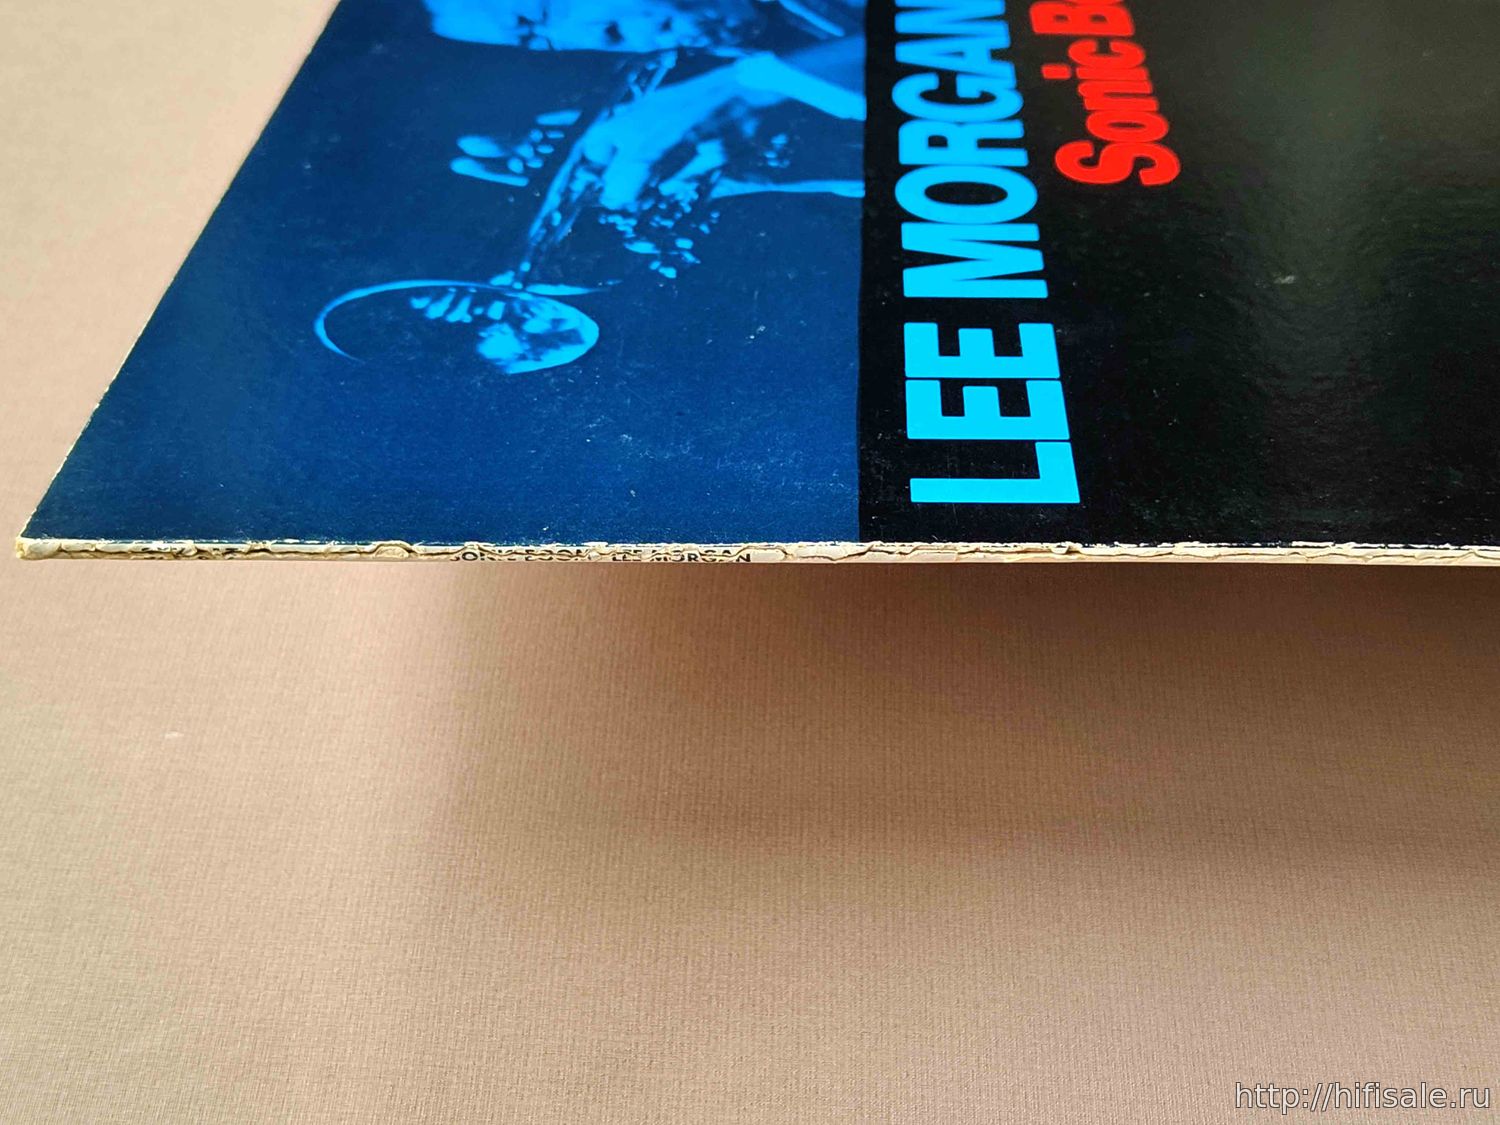 LEE MORGAN
Sonic Bo
SONIC BOOM LEE MORGAN
http://hifisale.ru